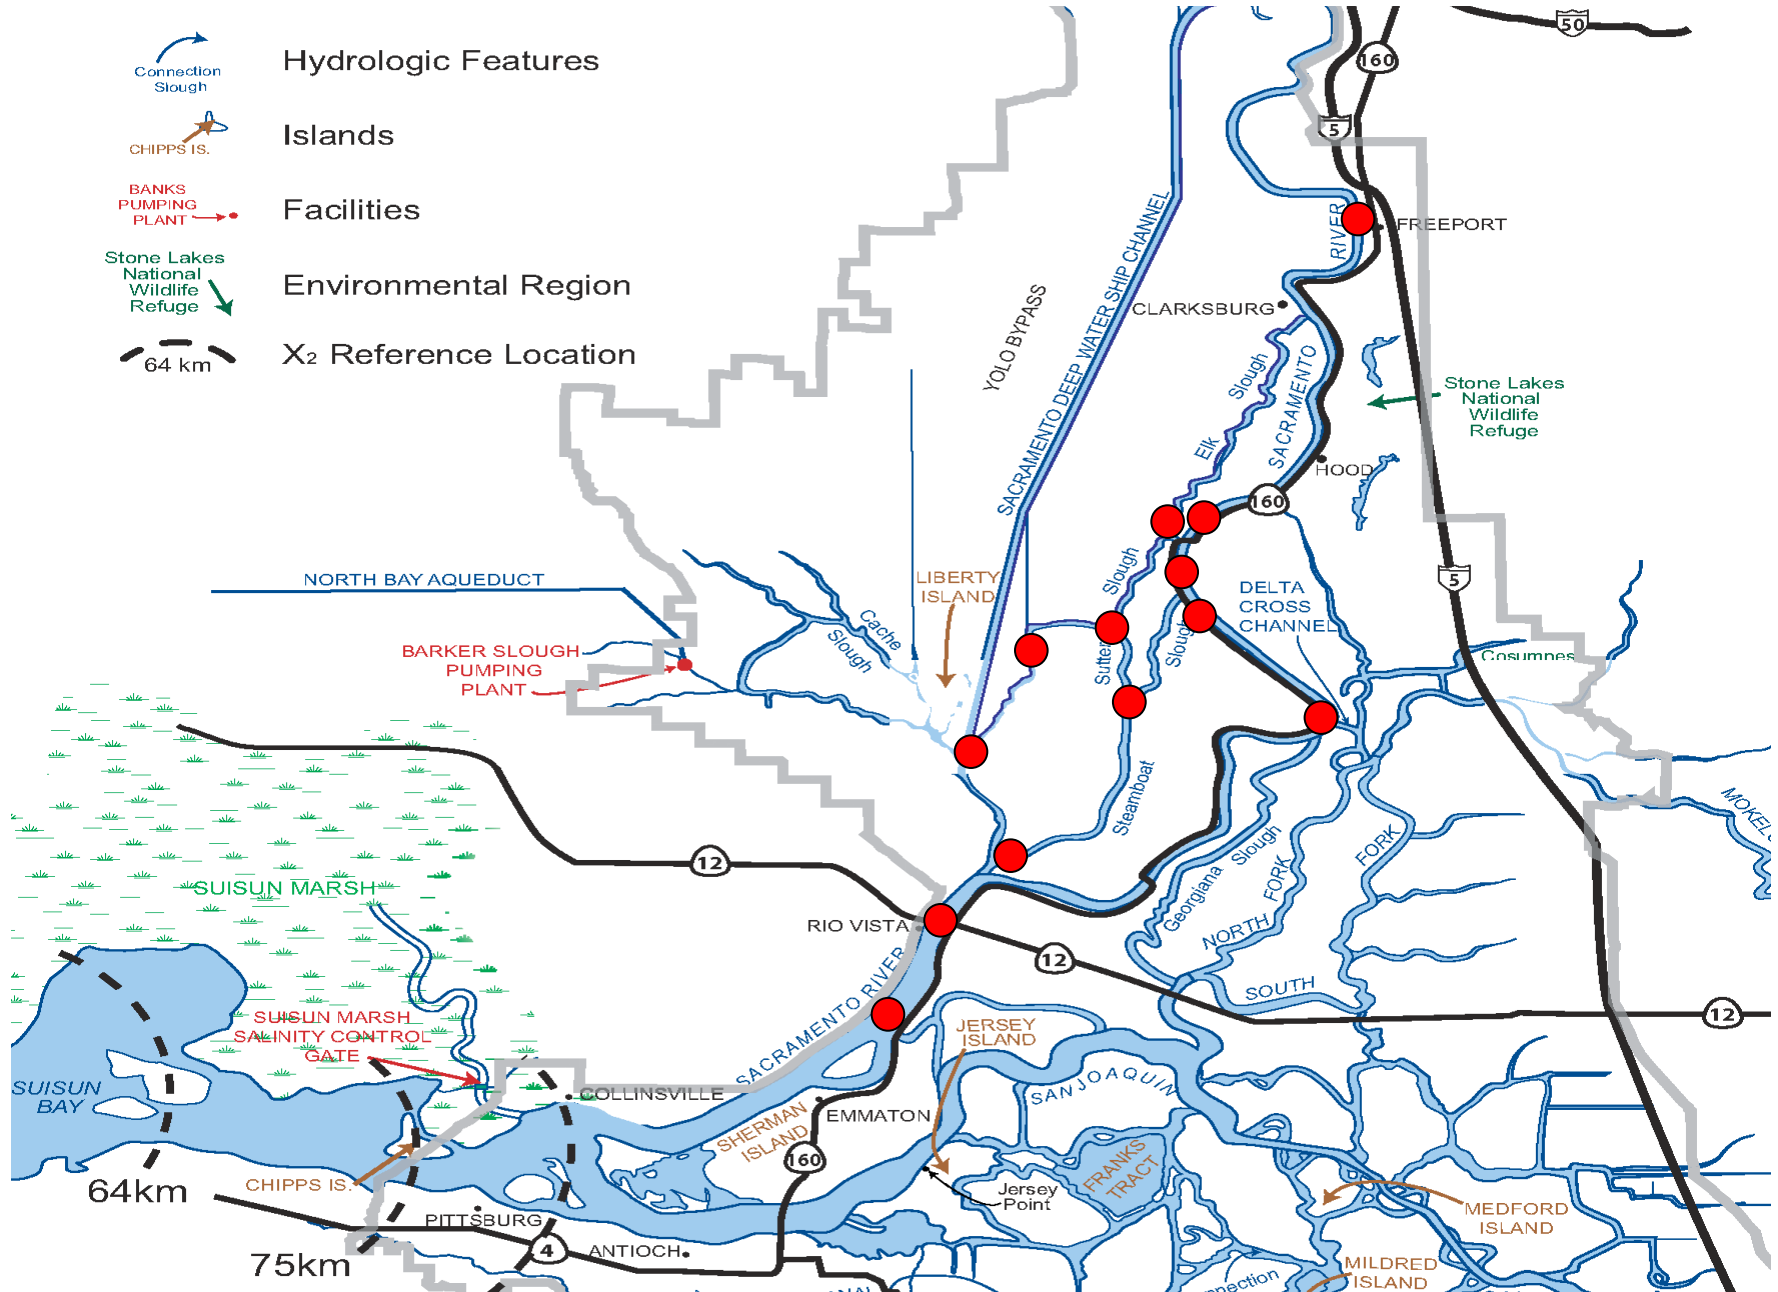 Connection
Slough
Hydrologic Features
CHIPPS IS.
Islands
BANKS
PUMPING
PLANT
Facilities
Stone Lakes
National
Wildlife
Refuge
Environmental Region
64 km
X₂ Reference Location
50
160
5
RIVER
FREEPORT
SACRAMENTO DEEP WATER SHIP CHANNEL
YOLO BYPASS
CLARKSBURG
Elk Slough
SACRAMENTO
Stone Lakes
National
Wildlife
Refuge
HOOD
160
NORTH BAY AQUEDUCT
LIBERTY
ISLAND
Cache
Slough
BARKER SLOUGH
PUMPING
PLANT
Sutter Slough
Slough
Steamboat
DELTA
CROSS
CHANNEL
5
Cosumnes
12
SUISUN MARSH
RIO VISTA
12
Georgiana Slough
NORTH FORK
FORK
SOUTH
12
SACRAMENTO RIVER
SUISUN MARSH
SALINITY CONTROL
GATE
JERSEY
ISLAND
SUISUN
BAY
COLLINSVILLE
SAN JOAQUIN
EMMATON
SHERMAN
ISLAND
160
FRANKS
TRACT
CHIPPS IS.
64km
Jersey
Point
MEDFORD
ISLAND
PITTSBURG
75km
4
ANTIOCH
MILDRED
ISLAND